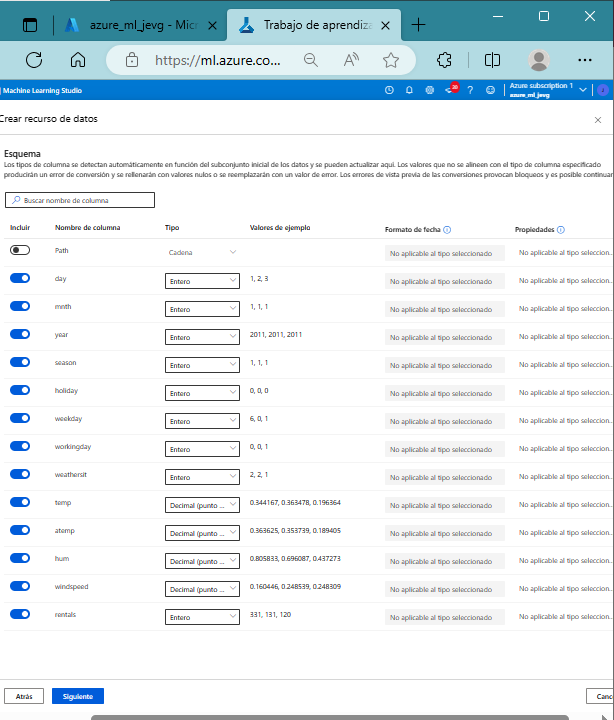 azure_ml_jevg - Micr
Trabajo de aprendiza
https://ml.azure.co...
Machine Learning Studio
Azure subscription 1
azure_ml_jevg
Crear recurso de datos
Esquema
Los tipos de columna se detectan automáticamente en función del subconjunto inicial de los datos y se pueden actualizar aquí. Los valores que no se alineen con el tipo de columna especificado
producirán un error de conversión y se rellenarán con valores nulos o se reemplazarán con un valor de error. Los errores de vista previa de las conversiones provocan bloqueos y es posible continuar
Buscar nombre de columna
Incluir Nombre de columna Tipo Valores de ejemplo Formato de fecha Propiedades
Path Cadena No aplicable al tipo seleccionado No aplicable al tipo seleccion...
day Entero 1, 2, 3 No aplicable al tipo seleccionado No aplicable al tipo seleccion...
mnth Entero 1, 1, 1 No aplicable al tipo seleccionado No aplicable al tipo seleccion...
year Entero 2011, 2011, 2011 No aplicable al tipo seleccionado No aplicable al tipo seleccion...
season Entero 1, 1, 1 No aplicable al tipo seleccionado No aplicable al tipo seleccion...
holiday Entero 0, 0, 0 No aplicable al tipo seleccionado No aplicable al tipo seleccion...
weekday Entero 6, 0, 1 No aplicable al tipo seleccionado No aplicable al tipo seleccion...
workingday Entero 0, 0, 1 No aplicable al tipo seleccionado No aplicable al tipo seleccion...
weathersit Entero 2, 2, 1 No aplicable al tipo seleccionado No aplicable al tipo seleccion...
temp Decimal (punto ... 0.344167, 0.363478, 0.196364 No aplicable al tipo seleccionado No aplicable al tipo seleccion...
atemp Decimal (punto ... 0.363625, 0.353739, 0.189405 No aplicable al tipo seleccionado No aplicable al tipo seleccion...
hum Decimal (punto ... 0.805833, 0.696087, 0.437273 No aplicable al tipo seleccionado No aplicable al tipo seleccion...
windspeed Decimal (punto ... 0.160446, 0.248539, 0.248309 No aplicable al tipo seleccionado No aplicable al tipo seleccion...
rentals Entero 331, 131, 120 No aplicable al tipo seleccionado No aplicable al tipo seleccion...
Atrás Siguiente Canc